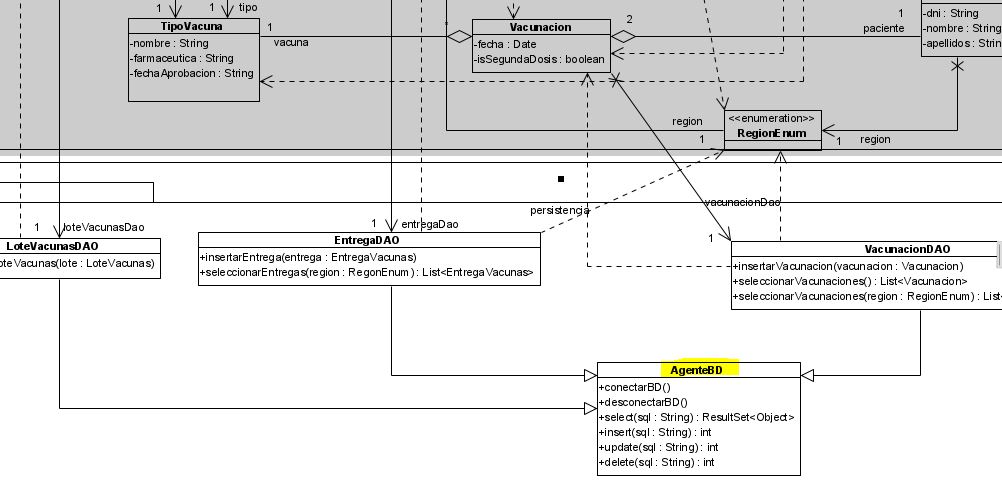 1
1
tipo
TipoVacuna
-nombre : String
-farmaceutica : String
-fechaAprobacion : String
1
vacuna
*
Vacunacion
-fecha : Date
-isSegundaDosis : boolean
2
1
paciente
-dni : String
-nombre : String
-apellidos : String
region
1
<<enumeration>>
RegionEnum
1
region
persistencia
vacunacionDao
1
1
loteVacunasDao
LoteVacunasDAO
oteVacunas(lote : LoteVacunas)
1
entregaDao
EntregaDAO
+insertarEntrega(entrega : EntregaVacunas)
+seleccionarEntregas(region : RegonEnum) : List<EntregaVacunas>
VacunacionDAO
+insertarVacunacion(vacunacion : Vacunacion)
+seleccionarVacunaciones() : List<Vacunacion>
+seleccionarVacunaciones(region : RegionEnum) : List
AgenteBD
+conectarBD()
+desconectarBD()
+select(sql : String) : ResultSet<Object>
+insert(sql : String) : int
+update(sql : String) : int
+delete(sql : String) : int